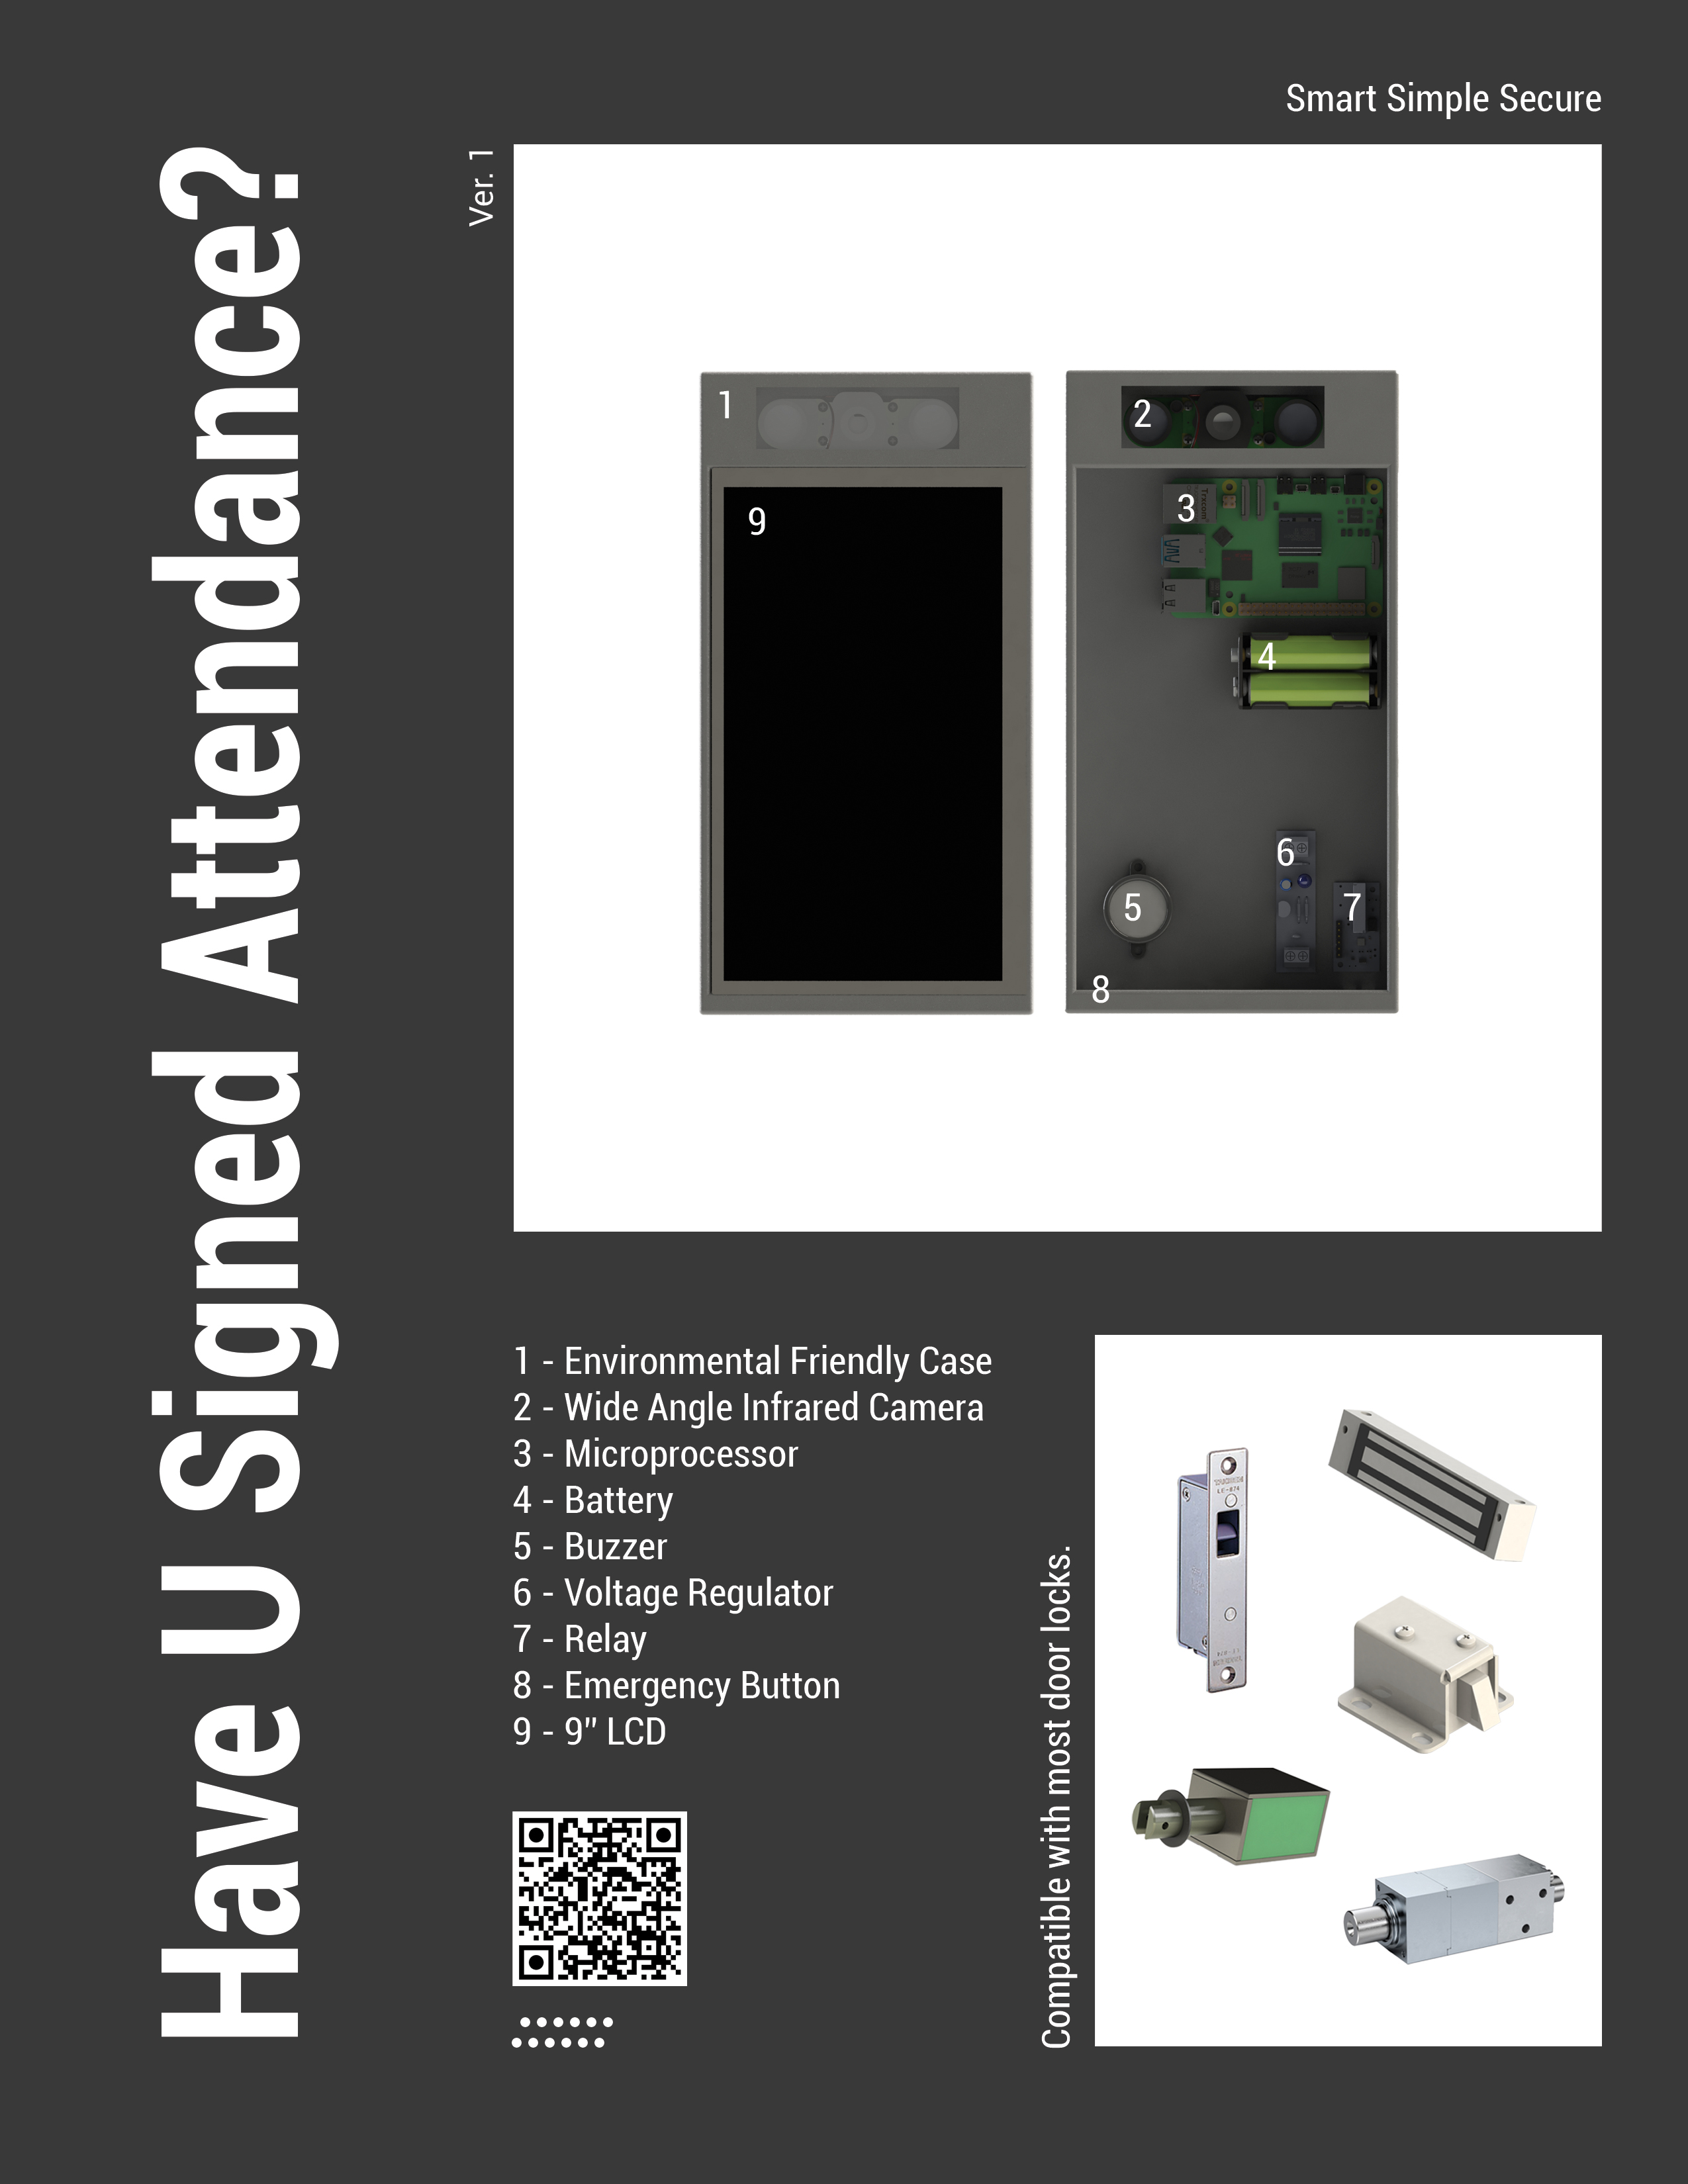 Smart Simple Secure
Have U Signed Attendance?
Ver. 1
1
9
2
3
4
5
6
7
8
1 - Environmental Friendly Case
2 - Wide Angle Infrared Camera
3 - Microprocessor
4 - Battery
5 - Buzzer
6 - Voltage Regulator
7 - Relay
8 - Emergency Button
9 - 9" LCD
Compatible with most door locks.